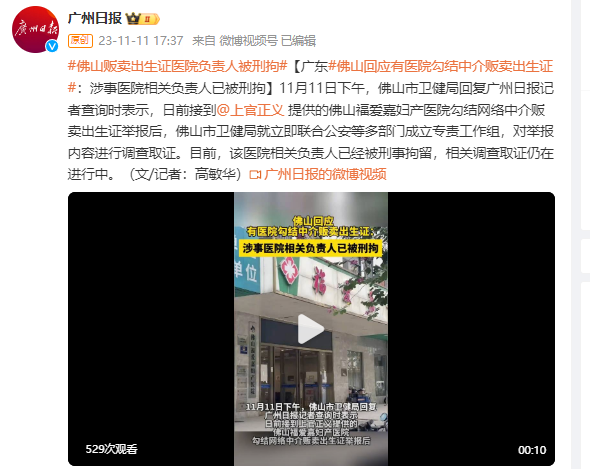 广州日报
广州日报
原创 23-11-11 17:37 来自 微博视频号 已编辑
#佛山贩卖出生证医院负责人被刑拘#【广东#佛山回应有医院勾结中介贩卖出生证
#：涉事医院相关负责人已被刑拘】11月11日下午，佛山市卫健局回复广州日报记
者查询时表示，日前接到@上官正义 提供的佛山福爱嘉妇产医院勾结网络中介贩
卖出生证举报后，佛山市卫健局就立即联合公安等多部门成立专责工作组，对举报
内容进行调查取证。目前，该医院相关负责人已经被刑事拘留，相关调查取证仍在
进行中。（文/记者：高敏华）广州日报的微博视频
佛山回应
有医院勾结中介贩卖出生证：
涉事医院相关负责人已被刑拘
单位
福
11月11日下午，佛山市卫健局回复
广州日报记者查询时表示
日前接到上官正义提供的
佛山福爱嘉妇产医院
勾结网络中介贩卖出生证举报后
529次观看
00:10